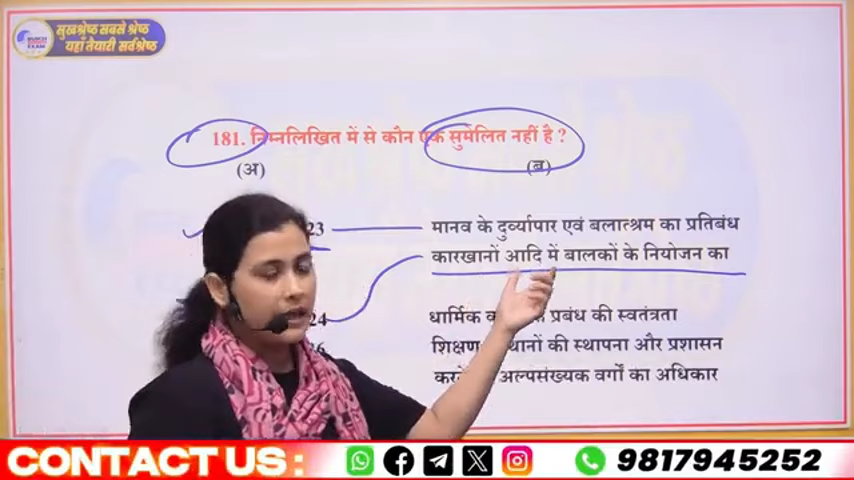 सुखश्रेष्ठ सबसे श्रेष्ठ
यहाँ तैयारी सर्वश्रेष्ठ
EXAM
181. निम्नलिखित में से कौन एक सुमेलित नहीं है ?
(अ) (ब)
23 मानव के दुर्व्यापार एवं बलात्श्रम का प्रतिबंध
कारखानों आदि में बालकों के नियोजन का
24 धार्मिक प्रबंध की स्वतंत्रता
शिक्षण की स्थापना और प्रशासन
अल्पसंख्यक वर्गों का अधिकार
CONTACT US : 9817945252